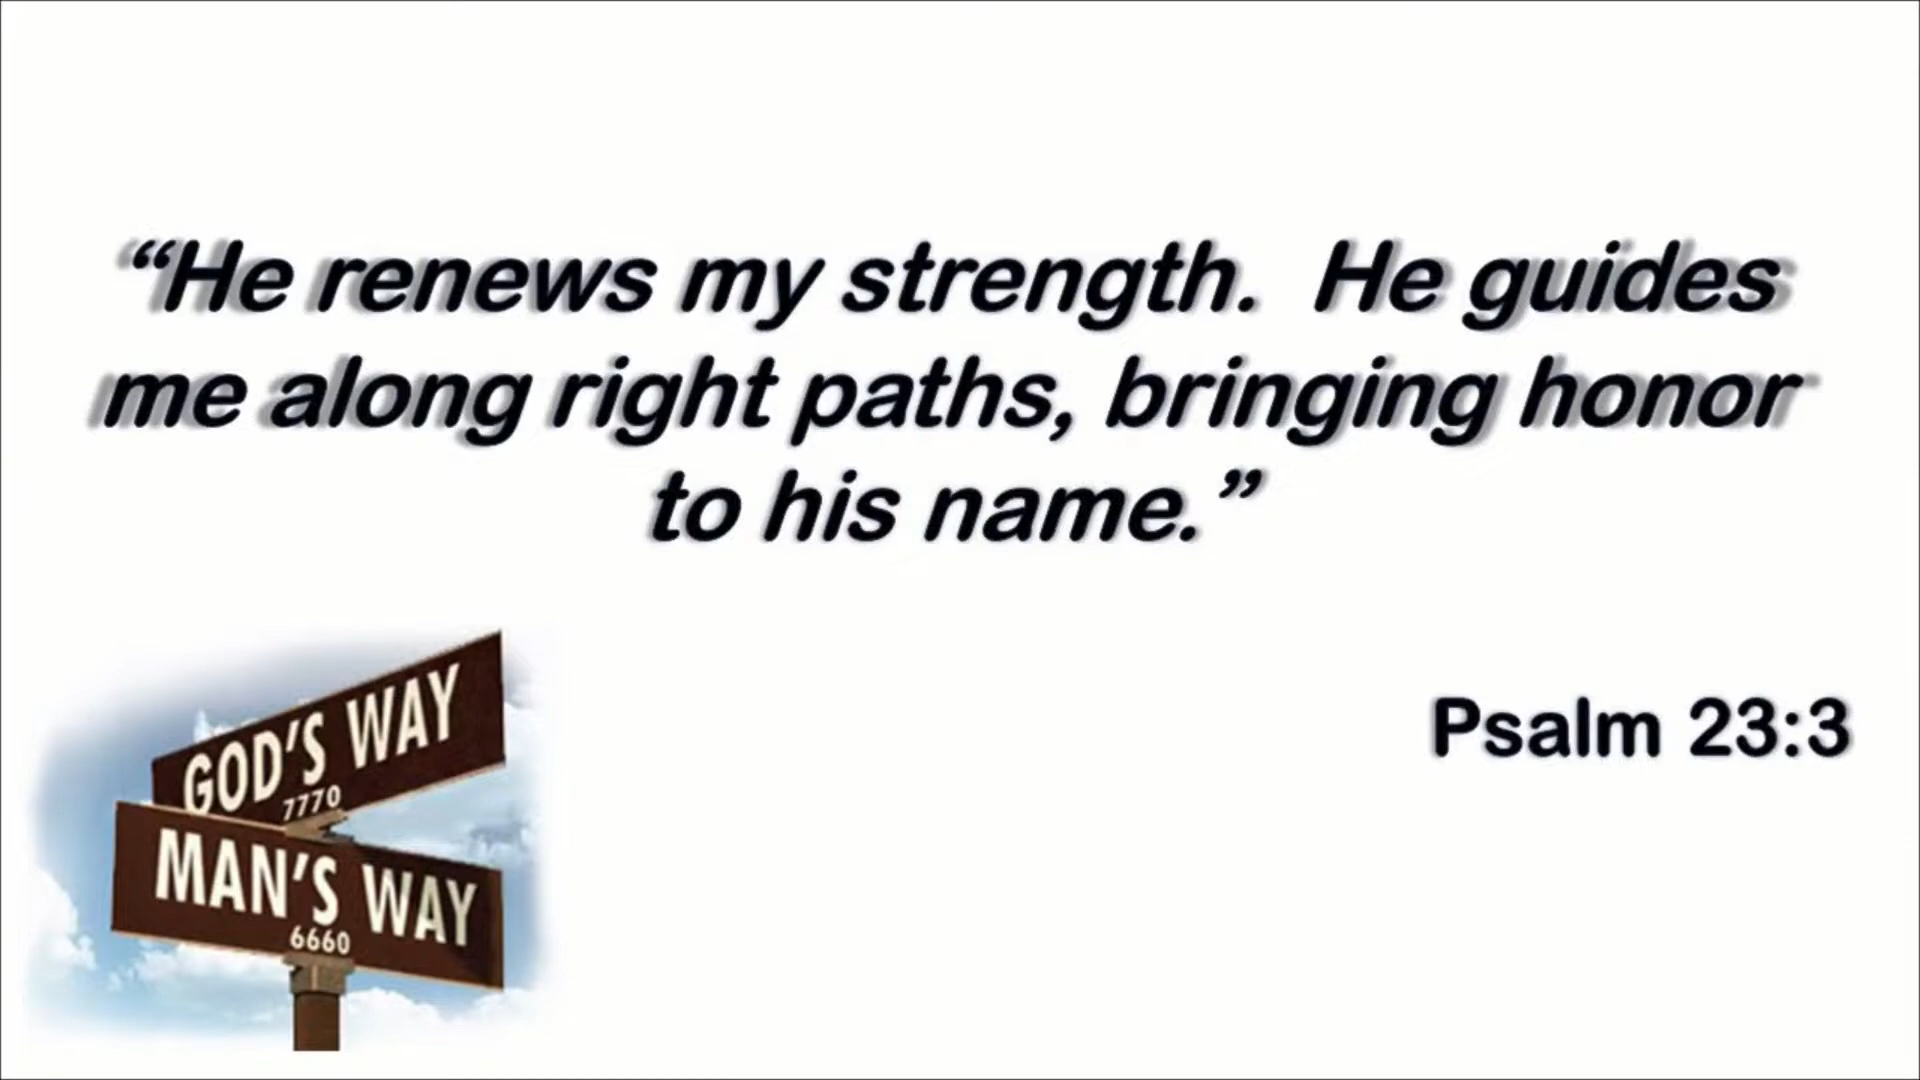 “He renews my strength.  He guides
me along right paths, bringing honor
to his name.”
Psalm 23:3
GOD'S WAY
7770
MAN'S WAY
6660